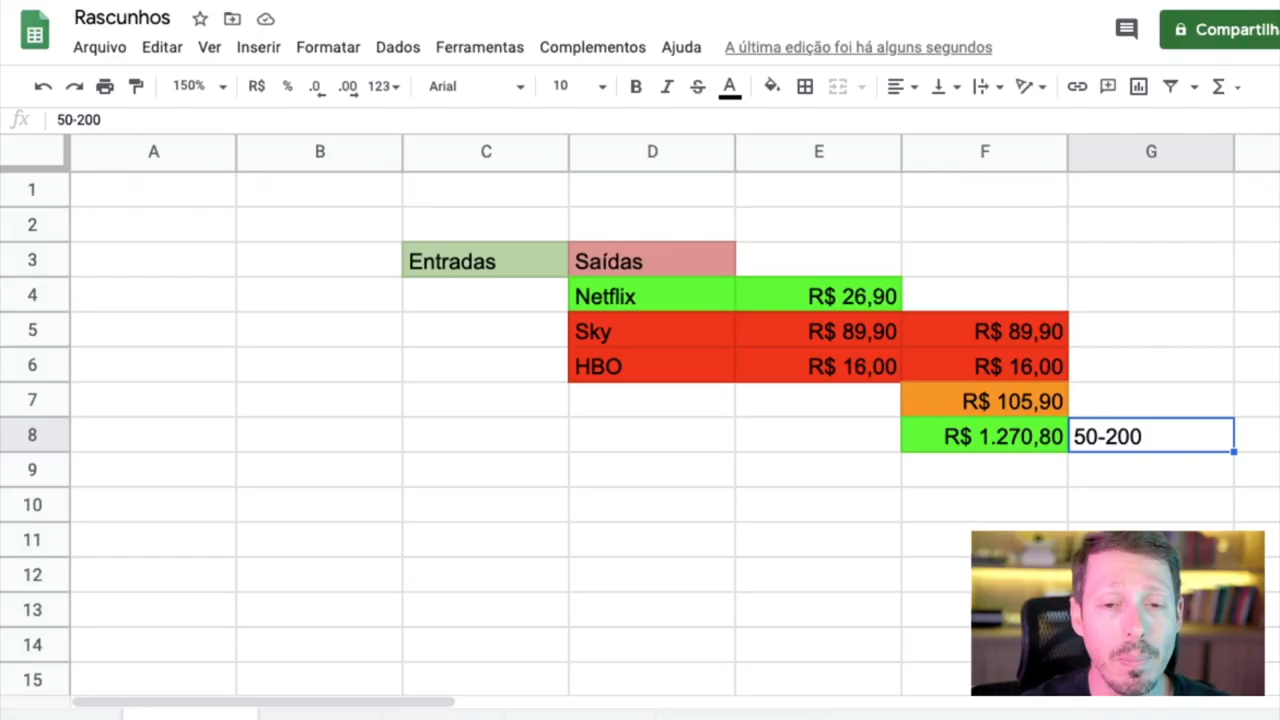 Rascunhos
Arquivo Editar Ver Inserir Formatar Dados Ferramentas Complementos Ajuda A última edição foi há alguns segundos
150% R$ % .0 .00 123 Arial 10 B I S A Σ
fx 50-200
A B C D E F G
1
2
3 Entradas Saídas
4 Netflix R$ 26,90
5 Sky R$ 89,90 R$ 89,90
6 HBO R$ 16,00 R$ 16,00
7 R$ 105,90
8 R$ 1.270,80 50-200
9
10
11
12
13
14
15